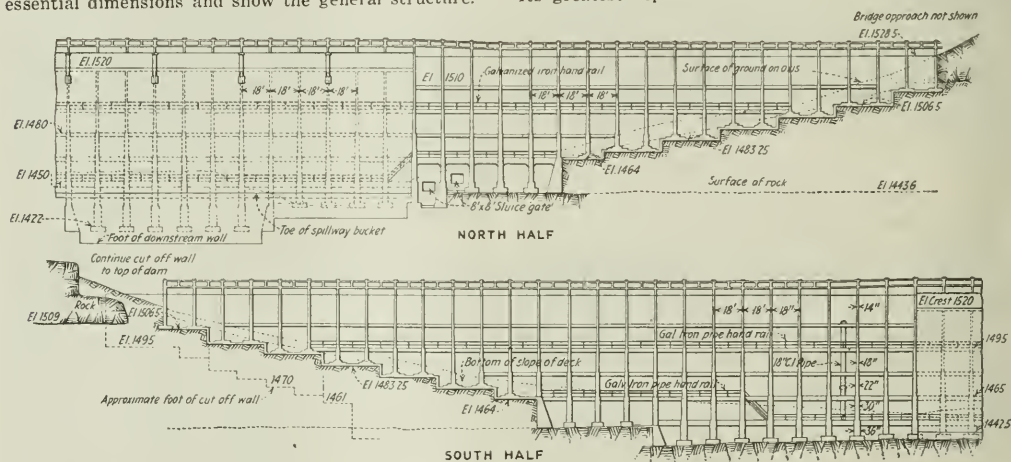 essential dimensions and show the general structure.
Bridge approach not shown
El.1528.5
El.1520
El 1510
Galvanized iron hand rail
Surface of ground on axis
18' 18' 18' 18'
18' 18' 18'
El.1506.5
El.1480
El 1483.25
El.1464
El.1450
Surface of rock
El 1443.6
8'x8' Sluice gate
El.1422
Foot of downstream wall
Toe of spillway bucket
NORTH HALF
Continue cut off wall
to top of dam
Rock
El 1509
El 1506.5
El Crest 1520
18' 18' 18"
14"
El.1495
Gal Iron pipe hand rail
1495
Bottom of slope of deck
18" C.I Pipe
18"
1470
El 1483.25
Galv Iron pipe hand rail
22"
1465
Approximate foot of cut off wall
1461
El 1464
30"
36"
1442.5
SOUTH HALF